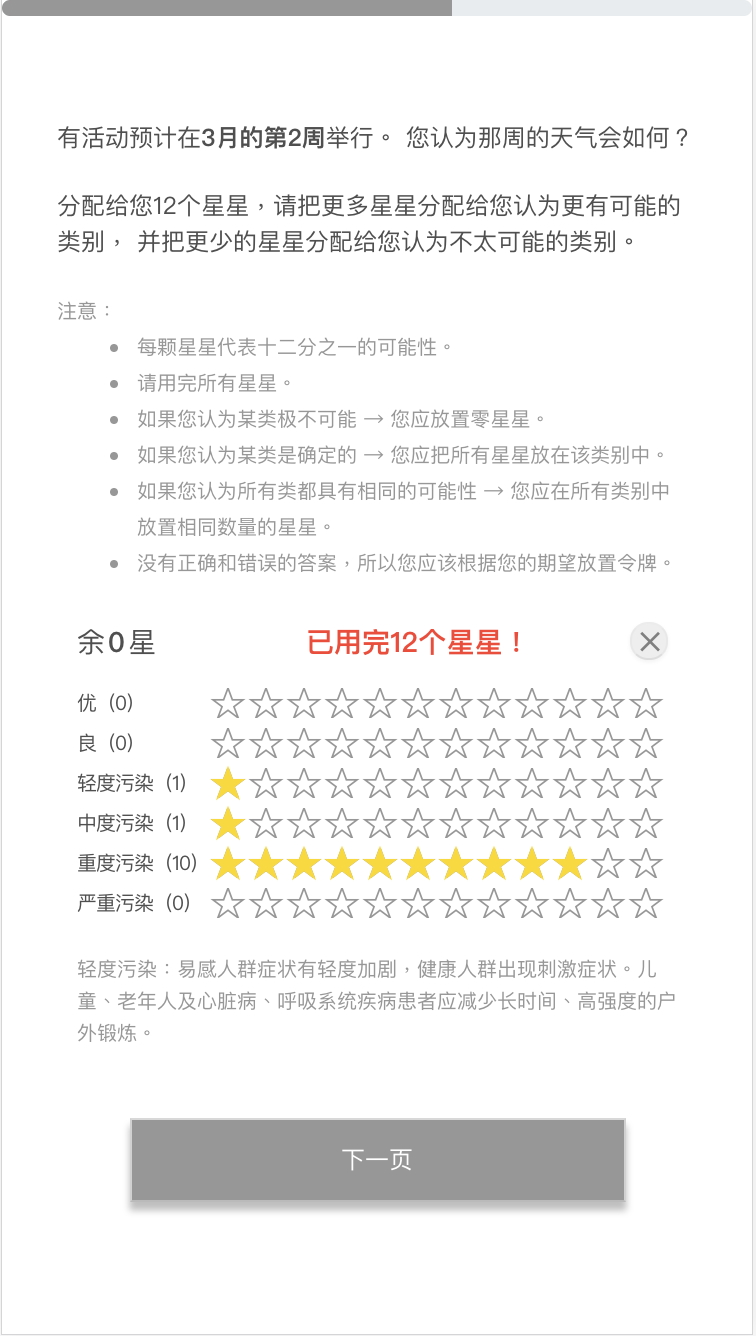 有活动预计在3月的第2周举行。 您认为那周的天气会如何？
分配给您12个星星，请把更多星星分配给您认为更有可能的
类别， 并把更少的星星分配给您认为不太可能的类别。
注意：
每颗星星代表十二分之一的可能性。
请用完所有星星。
如果您认为某类极不可能 → 您应放置零星星。
如果您认为某类是确定的 → 您应把所有星星放在该类别中。
如果您认为所有类都具有相同的可能性 → 您应在所有类别中
放置相同数量的星星。
没有正确和错误的答案，所以您应该根据您的期望放置令牌。
余0星 已用完12个星星！
优 (0)
良 (0)
轻度污染 (1)
中度污染 (1)
重度污染 (10)
严重污染 (0)
轻度污染：易感人群症状有轻度加剧，健康人群出现刺激症状。儿
童、老年人及心脏病、呼吸系统疾病患者应减少长时间、高强度的户
外锻炼。
下一页